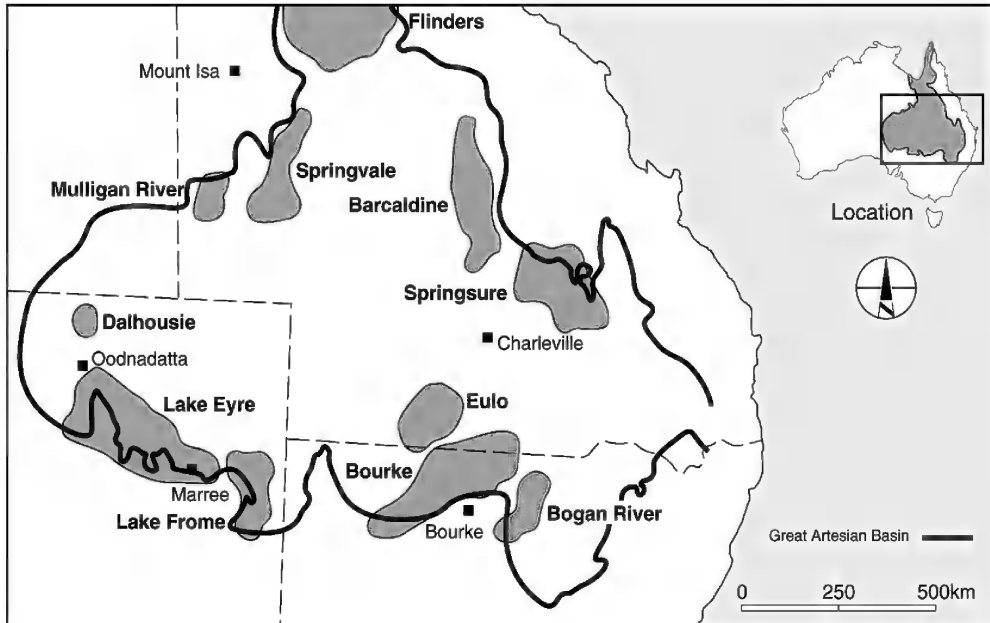 Flinders
Mount Isa
Mulligan River
Springvale
Barcaldine
Location
Springsure
Dalhousie
Oodnadatta
Charleville
Lake Eyre
Eulo
Bourke
Marree
Lake Frome
Bourke
Bogan River
Great Artesian Basin
0 250 500km
N